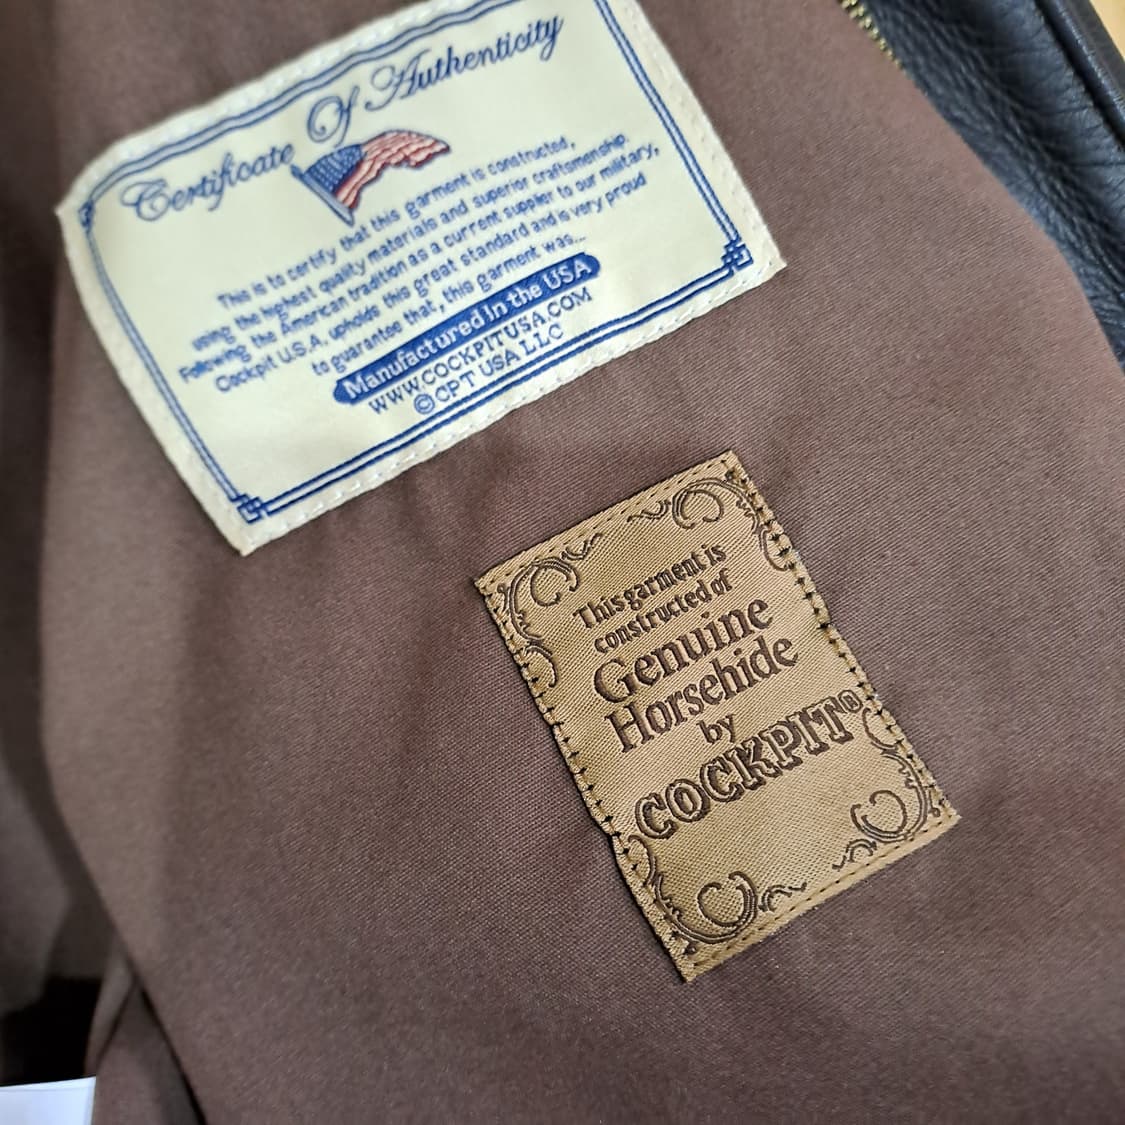 Certificate Of Authenticity
This is to certify that this garment is constructed,
using the highest quality materials and superior craftsmenship.
Following the American tradition as a current supplier to our military,
Cockpit U.S.A. upholds this great standard and is very proud
to guarantee that, this garment was...
Manufactured In the USA
WWW.COCKPITUSA.COM
© CPT USA LLC
This garment is
constructed of
Genuine
Horsehide
by
COCKPIT®